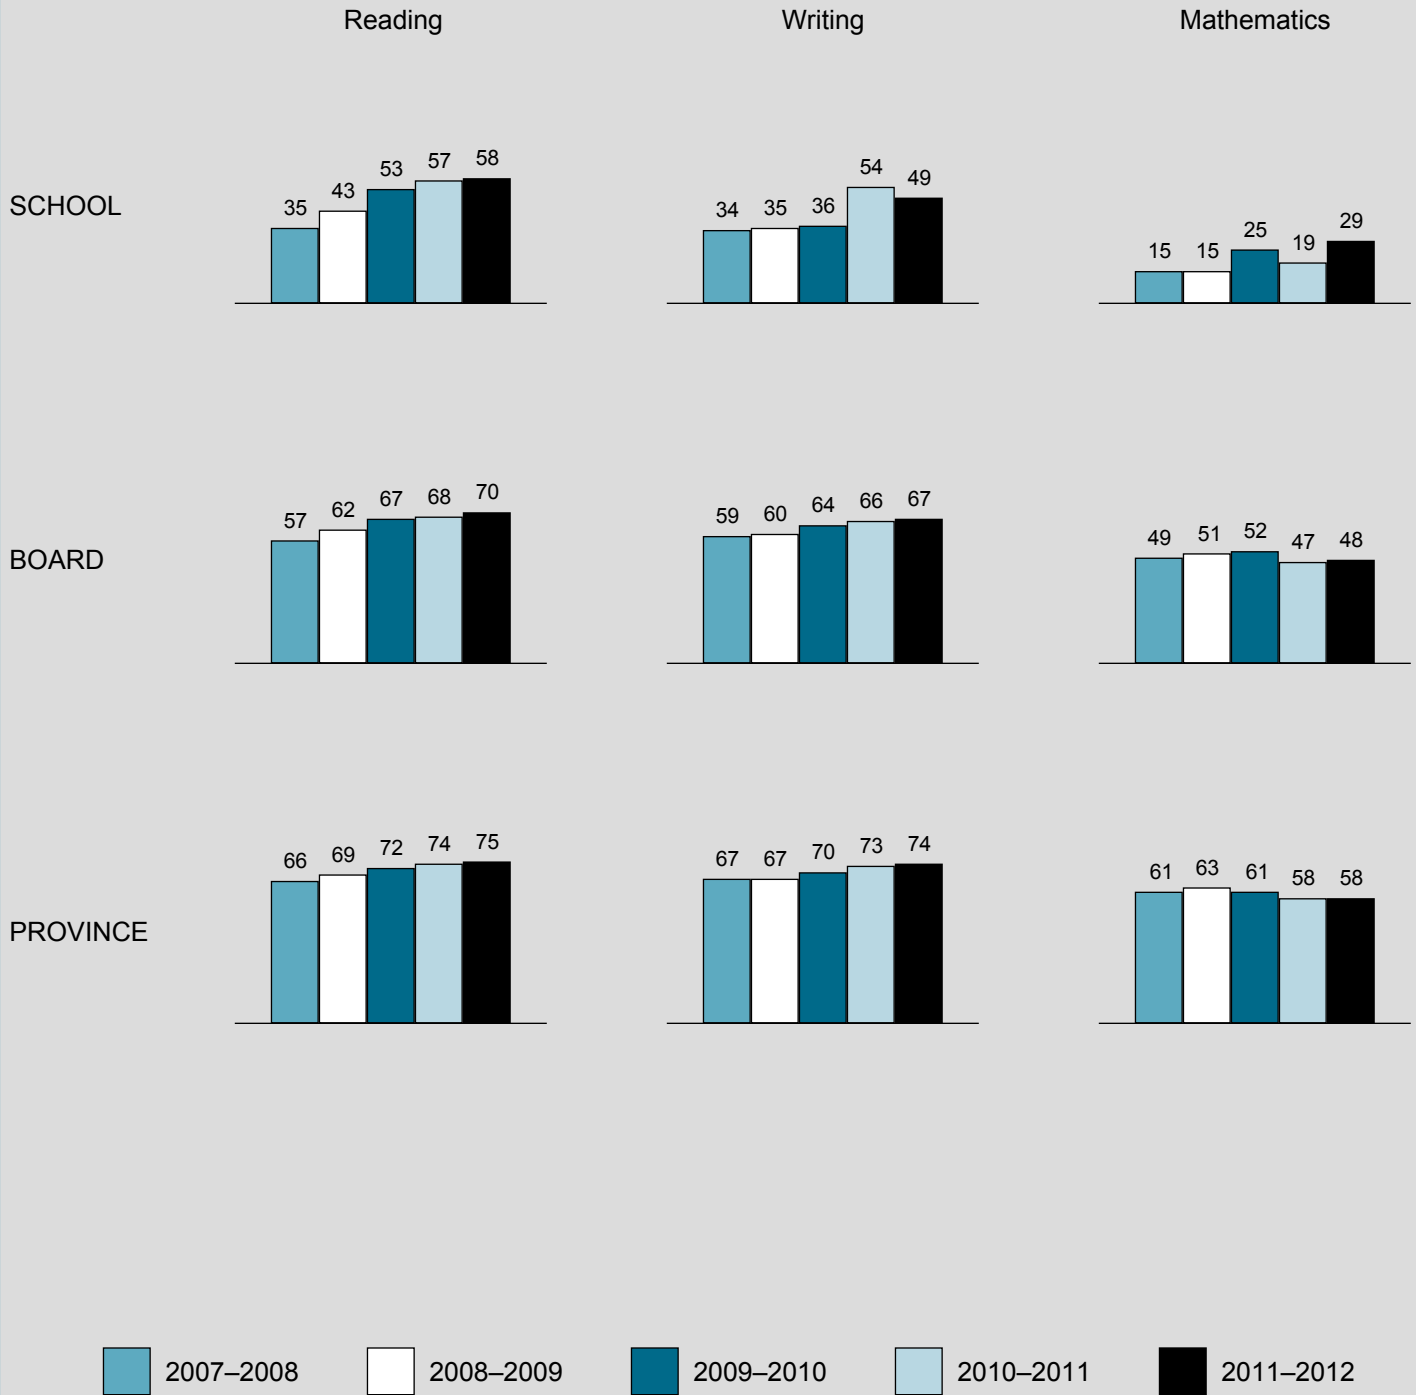 Reading Writing Mathematics
SCHOOL
35 43 53 57 58
34 35 36 54 49
15 15 25 19 29
BOARD
57 62 67 68 70
59 60 64 66 67
49 51 52 47 48
PROVINCE
66 69 72 74 75
67 67 70 73 74
61 63 61 58 58
2007–2008 2008–2009 2009–2010 2010–2011 2011–2012